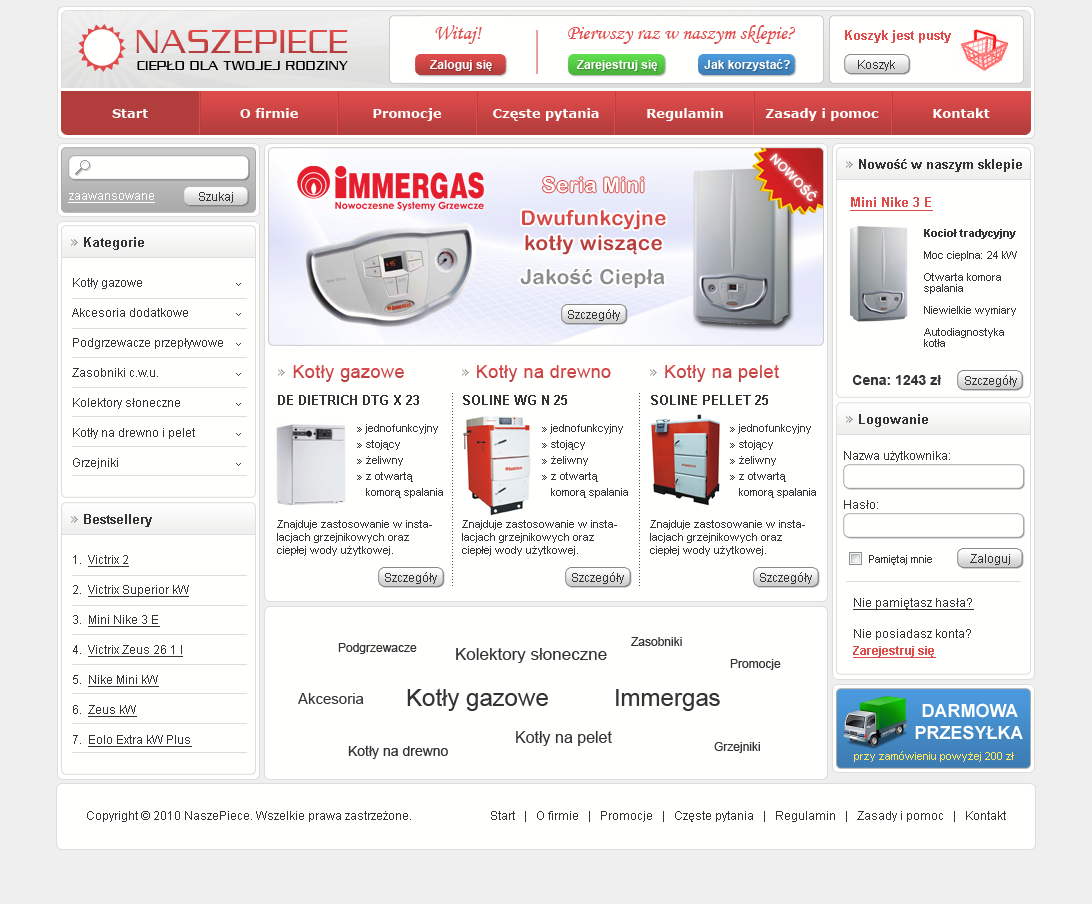 NASZEPIECE
CIEPŁO DLA TWOJEJ RODZINY
Witaj!
Zaloguj się
Pierwszy raz w naszym sklepie?
Zarejestruj się
Jak korzystać?
Koszyk jest pusty
Koszyk
Start
O firmie
Promocje
Częste pytania
Regulamin
Zasady i pomoc
Kontakt
zaawansowane
Szukaj
Kategorie
Kotły gazowe
Akcesoria dodatkowe
Podgrzewacze przepływowe
Zasobniki c.w.u.
Kolektory słoneczne
Kotły na drewno i pelet
Grzejniki
Bestsellery
1. Victrix 2
2. Victrix Superior kW
3. Mini Nike 3 E
4. Victrix Zeus 26 1 I
5. Nike Mini kW
6. Zeus kW
7. Eolo Extra kW Plus
IMMERGAS
Nowoczesne Systemy Grzewcze
Seria Mini
Dwufunkcyjne
kotły wiszące
Jakość Ciepła
Szczegóły
NOWOŚĆ
» Kotły gazowe
DE DIETRICH DTG X 23
» jednofunkcyjny
» stojący
» żeliwny
» z otwartą
komorą spalania
Znajduje zastosowanie w insta-
lacjach grzejnikowych oraz
ciepłej wody użytkowej.
Szczegóły
» Kotły na drewno
SOLINE WG N 25
» jednofunkcyjny
» stojący
» żeliwny
» z otwartą
komorą spalania
Znajduje zastosowanie w insta-
lacjach grzejnikowych oraz
ciepłej wody użytkowej.
Szczegóły
» Kotły na pelet
SOLINE PELLET 25
» jednofunkcyjny
» stojący
» żeliwny
» z otwartą
komorą spalania
Znajduje zastosowanie w insta-
lacjach grzejnikowych oraz
ciepłej wody użytkowej.
Szczegóły
Podgrzewacze
Kolektory słoneczne
Zasobniki
Promocje
Akcesoria
Kotły gazowe
Immergas
Kotły na drewno
Kotły na pelet
Grzejniki
» Nowość w naszym sklepie
Mini Nike 3 E
Kocioł tradycyjny
Moc cieplna: 24 kW
Otwarta komora
spalania
Niewielkie wymiary
Autodiagnostyka
kotła
Cena: 1243 zł
Szczegóły
» Logowanie
Nazwa użytkownika:
Hasło:
Pamiętaj mnie
Zaloguj
Nie pamiętasz hasła?
Nie posiadasz konta?
Zarejestruj się
DARMOWA
PRZESYŁKA
przy zamówieniu powyżej 200 zł
Copyright © 2010 NaszePiece. Wszelkie prawa zastrzeżone.
Start | O firmie | Promocje | Częste pytania | Regulamin | Zasady i pomoc | Kontakt